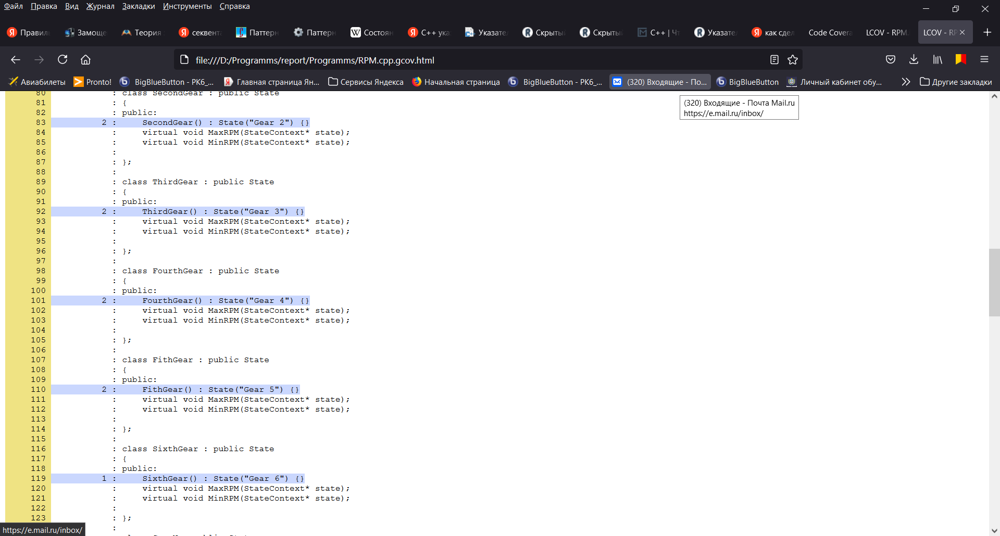 Файл Правка Вид Журнал Закладки Инструменты Справка
Правил Замоще Теория секвента Паттерн Паттерн W Состоян С++ ука Указате Скрыты Скрыты C++ | Чт Указате как сдел Code Covera LCOV - RPM. LCOV - RP
file:///D:/Programms/report/Programms/RPM.cpp.gcov.html
Авиабилеты Pronto! BigBlueButton - РК6_... Главная страница Ян... Сервисы Яндекса Начальная страница BigBlueButton - РК6_... (320) Входящие - По... BigBlueButton Личный кабинет обу... Другие закладки
(320) Входящие - Почта Mail.ru
https://e.mail.ru/inbox/
80 : class SecondGear : public State
81 : {
82 : public:
83 2 : SecondGear() : State("Gear 2") {}
84 : virtual void MaxRPM(StateContext* state);
85 : virtual void MinRPM(StateContext* state);
86 :
87 : };
88 :
89 : class ThirdGear : public State
90 : {
91 : public:
92 2 : ThirdGear() : State("Gear 3") {}
93 : virtual void MaxRPM(StateContext* state);
94 : virtual void MinRPM(StateContext* state);
95 :
96 : };
97 :
98 : class FourthGear : public State
99 : {
100 : public:
101 2 : FourthGear() : State("Gear 4") {}
102 : virtual void MaxRPM(StateContext* state);
103 : virtual void MinRPM(StateContext* state);
104 :
105 : };
106 :
107 : class FithGear : public State
108 : {
109 : public:
110 2 : FithGear() : State("Gear 5") {}
111 : virtual void MaxRPM(StateContext* state);
112 : virtual void MinRPM(StateContext* state);
113 :
114 : };
115 :
116 : class SixthGear : public State
117 : {
118 : public:
119 1 : SixthGear() : State("Gear 6") {}
120 : virtual void MaxRPM(StateContext* state);
121 : virtual void MinRPM(StateContext* state);
122 :
123 : };
:
https://e.mail.ru/inbox/